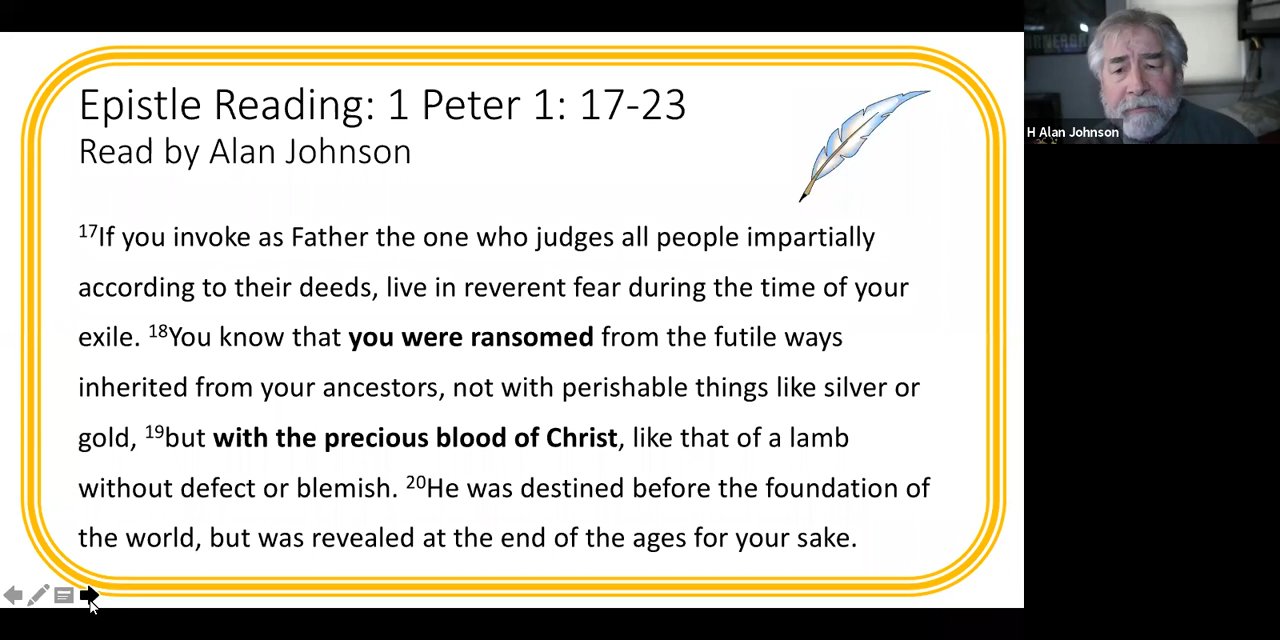 Epistle Reading: 1 Peter 1: 17-23
Read by Alan Johnson
17If you invoke as Father the one who judges all people impartially
according to their deeds, live in reverent fear during the time of your
exile. 18You know that you were ransomed from the futile ways
inherited from your ancestors, not with perishable things like silver or
gold, 19but with the precious blood of Christ, like that of a lamb
without defect or blemish. 20He was destined before the foundation of
the world, but was revealed at the end of the ages for your sake.
H Alan Johnson